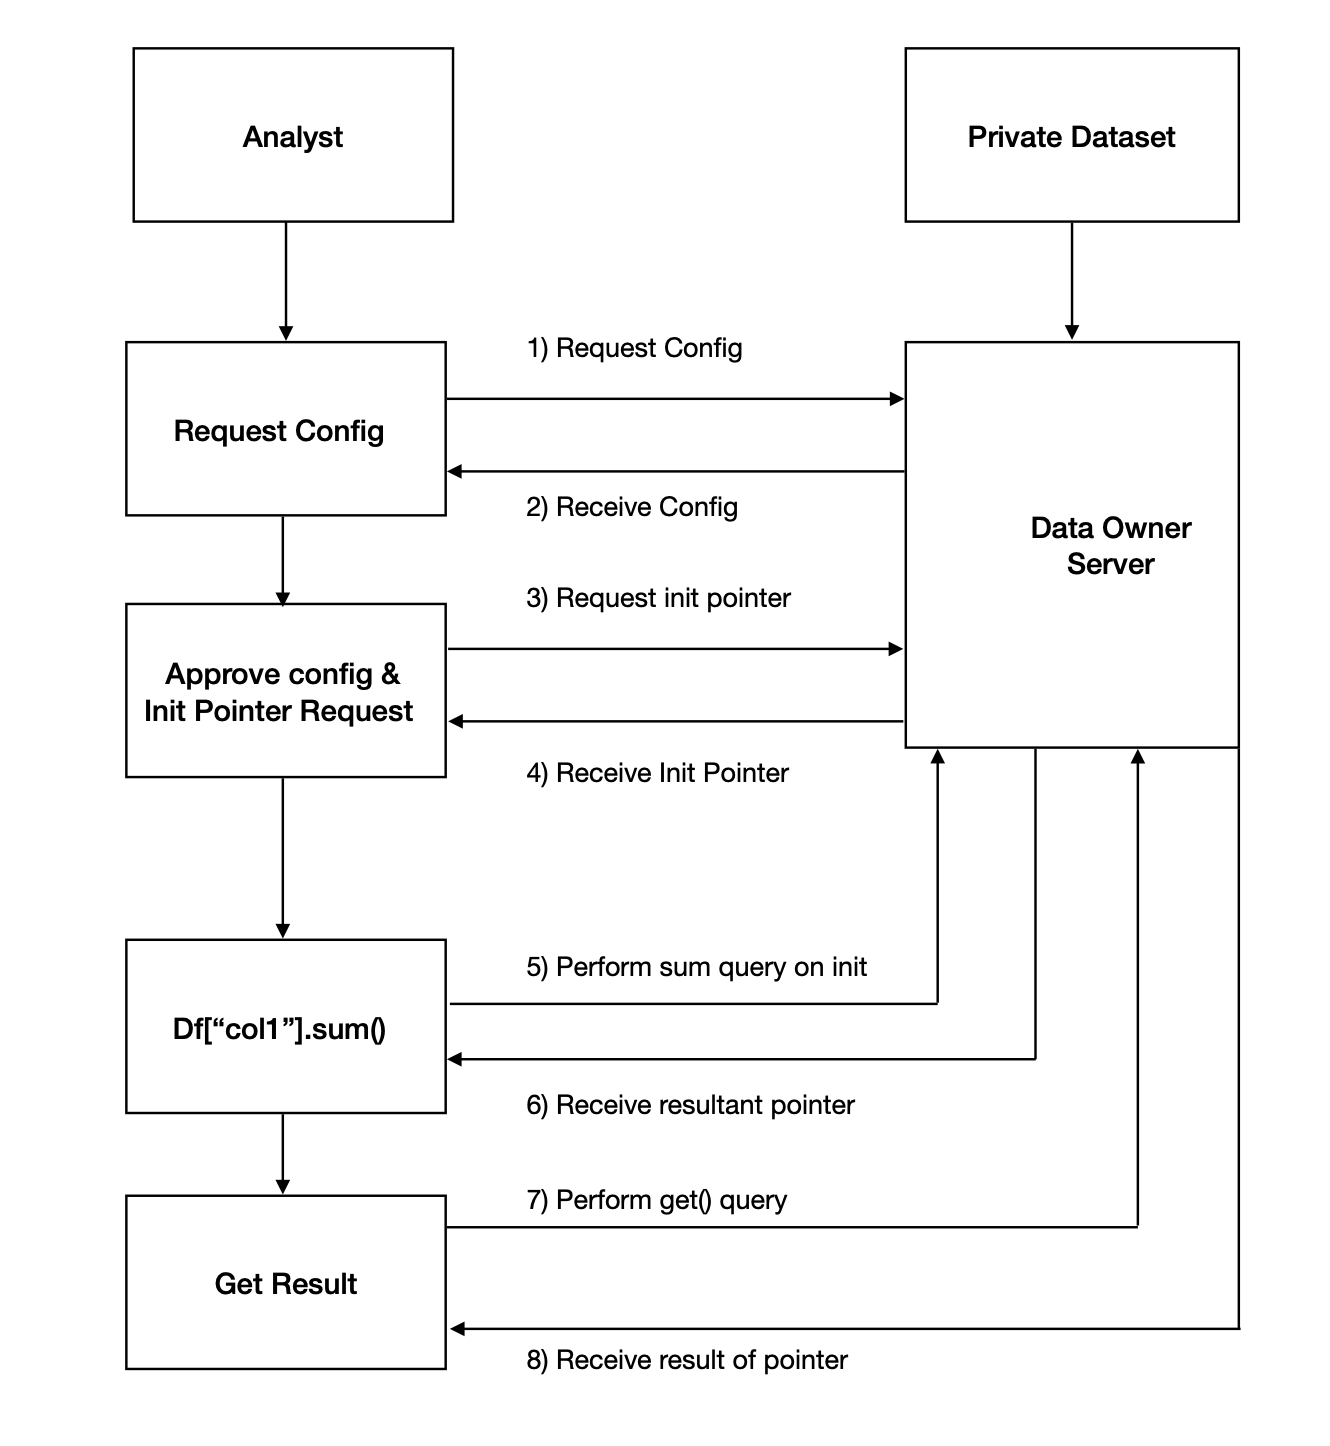 Analyst
Private Dataset
1) Request Config
Request Config
2) Receive Config
Data Owner
Server
3) Request init pointer
Approve config &
Init Pointer Request
4) Receive Init Pointer
5) Perform sum query on init
Df[“col1”].sum()
6) Receive resultant pointer
7) Perform get() query
Get Result
8) Receive result of pointer